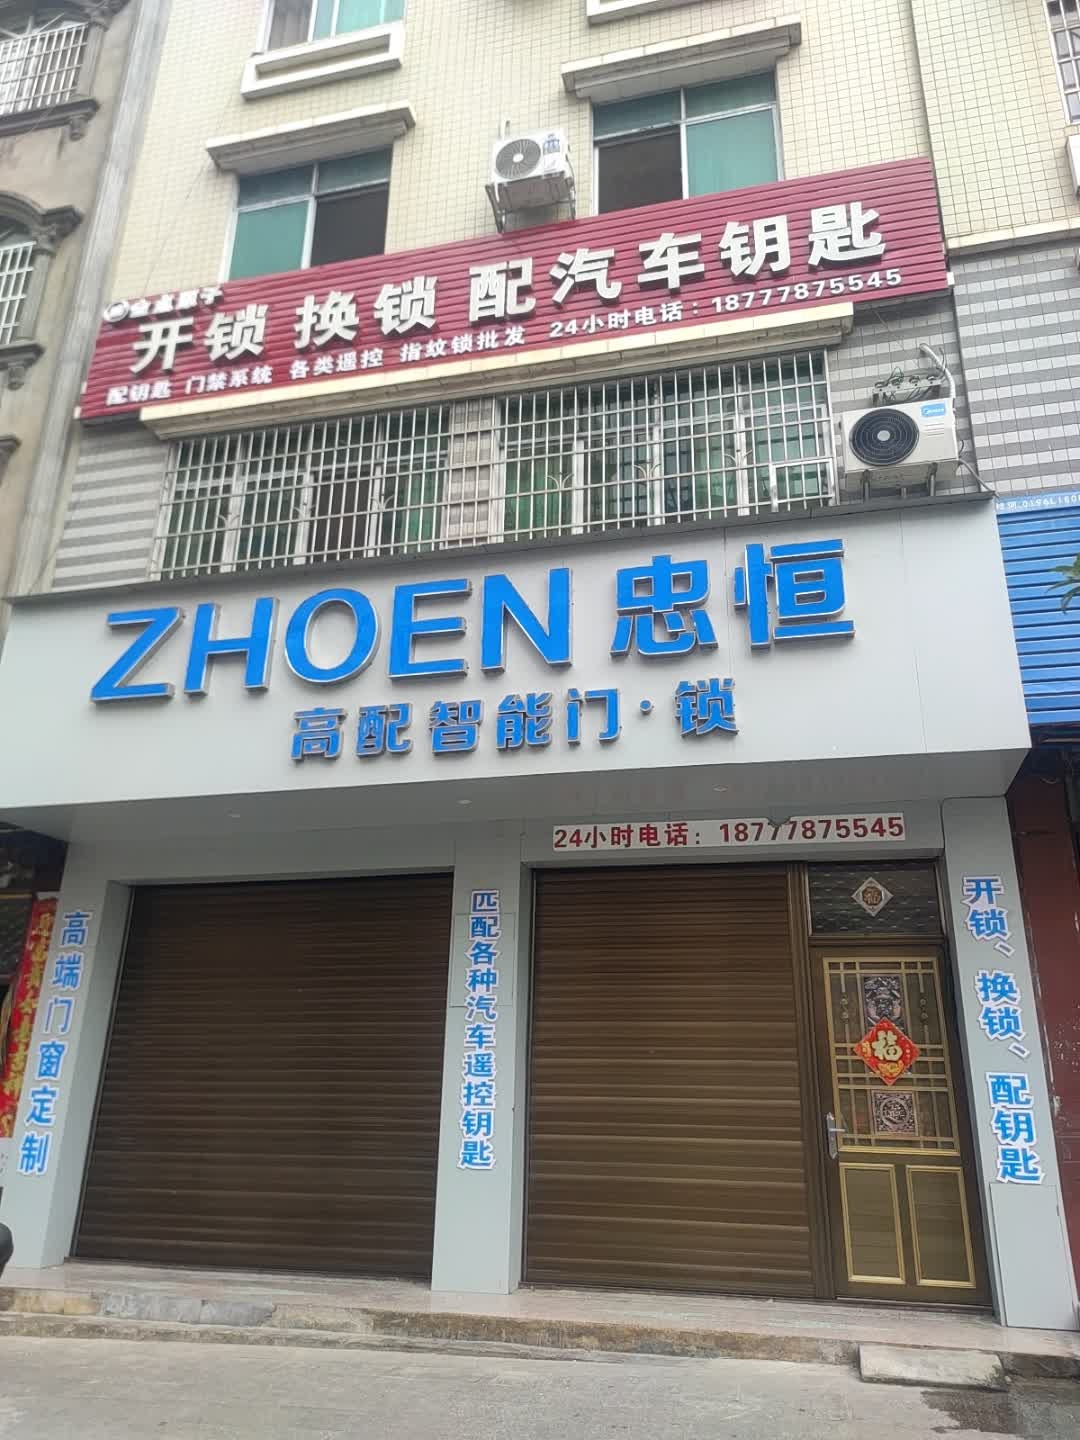 开锁 换锁 配汽车钥匙
配钥匙 门禁系统 各类遥控 指纹锁批发 24小时电话：18777875545
ZHOEN 忠恒
高配智能门·锁
24小时电话：18777875545
高端门窗定制
匹配各种汽车遥控钥匙
开锁、换锁、配钥匙
福
福
Midea